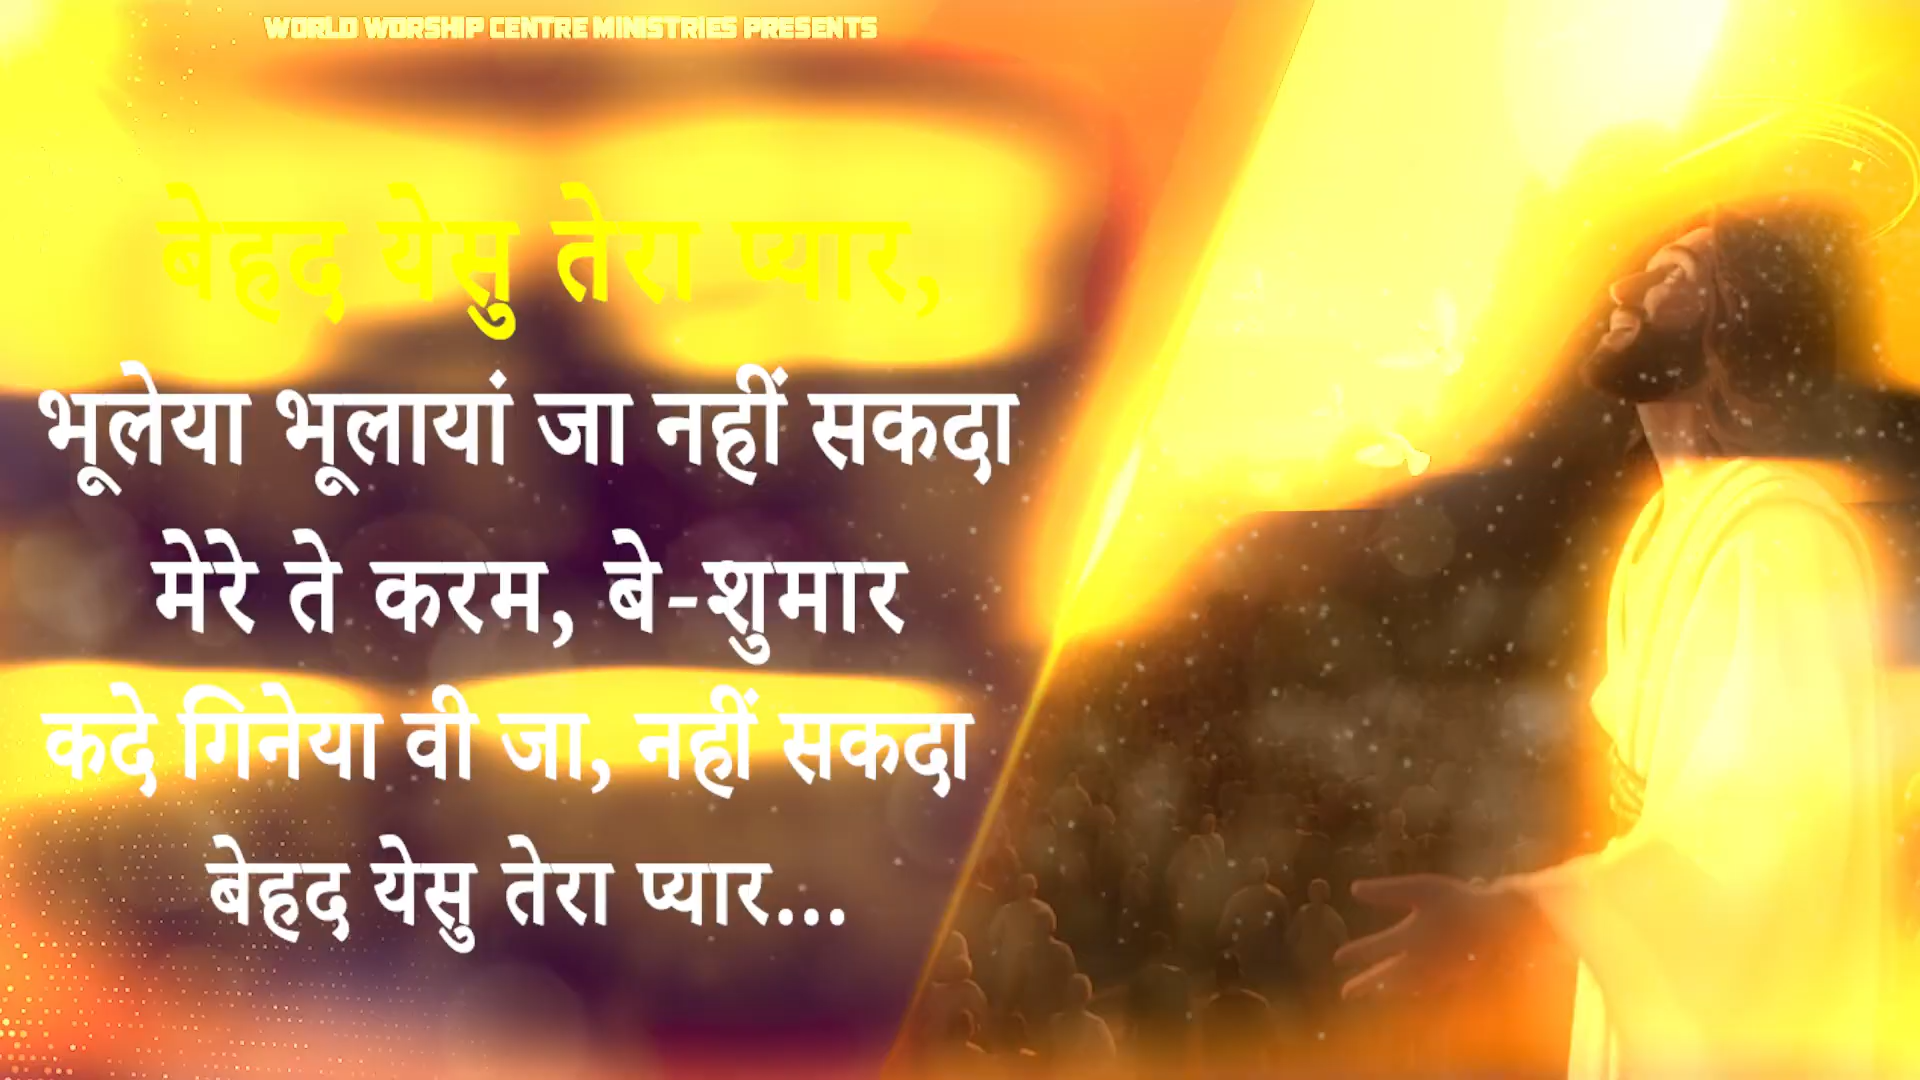 WORLD WORSHIP CENTRE MINISTRIES PRESENTS
बेहद येसु तेरा प्यार,
भूलेया भूलायां जा नहीं सकदा
मेरे ते करम, बे-शुमार
कदे गिनेया वी जा, नहीं सकदा
बेहद येसु तेरा प्यार...